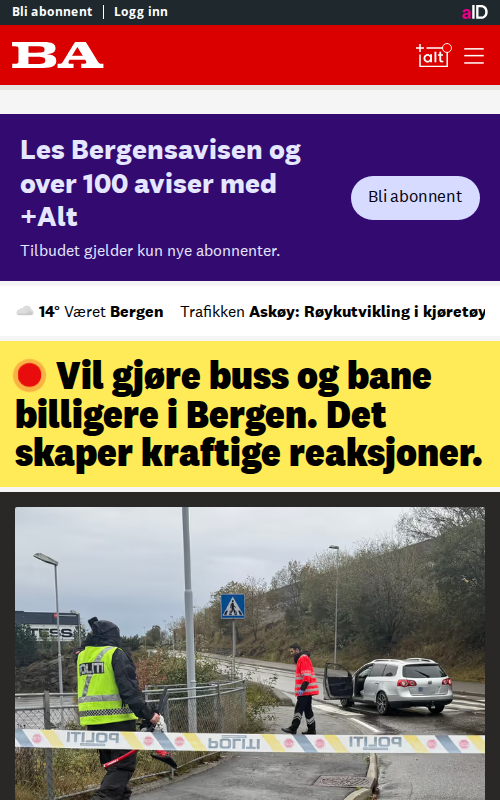 Bli abonnent | Logg inn
aID
BA
+alt
Les Bergensavisen og
over 100 aviser med
+Alt
Bli abonnent
Tilbudet gjelder kun nye abonnenter.
14° Været Bergen Trafikken Askøy: Røykutvikling i kjøretøy
Vil gjøre buss og bane
billigere i Bergen. Det
skaper kraftige reaksjoner.
TESS
POLITI
POLITI POLITI POLITI